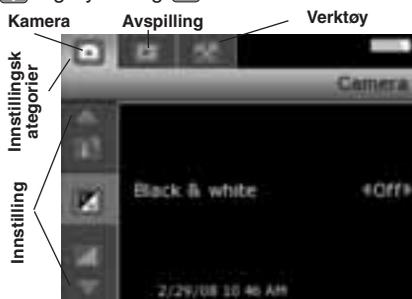 Kamera
Avspilling
Verktøy
Innstillingsk
ategorier
Camera
Innstilling
Black & white
Off
2/29/08 10 46 AM